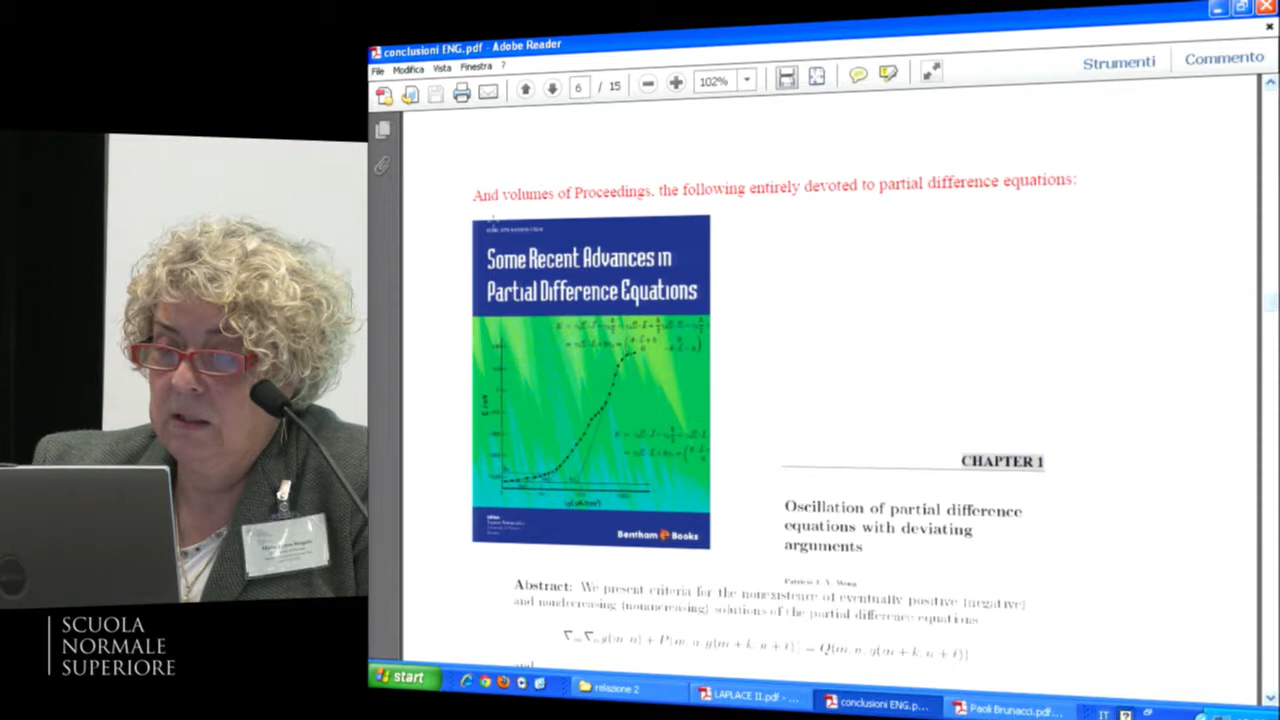 conclusioni ENG.pdf - Adobe Reader
File Modifica Vista Finestra ?
6 / 15
102%
Strumenti
Commento
And volumes of Proceedings. the following entirely devoted to partial difference equations:
Some Recent Advances in
Partial Difference Equations
Bentham Books
CHAPTER 1
Oscillation of partial difference
equations with deviating
arguments
Patricia J. Y. Wong
Abstract: We present criteria for the nonexistence of eventually positive (negative)
and nondecreasing (nonincreasing) solutions of the partial difference equations
∇m∇n y(m, n) + P(m, n, y(m + k, n + ℓ)) = Q(m, n, y(m + k, n + ℓ))
and
start
relazione 2
LAPLACE II.pdf - ...
conclusioni ENG.p...
Paoli Brunacci.pdf...
IT
SCUOLA
NORMALE
SUPERIORE